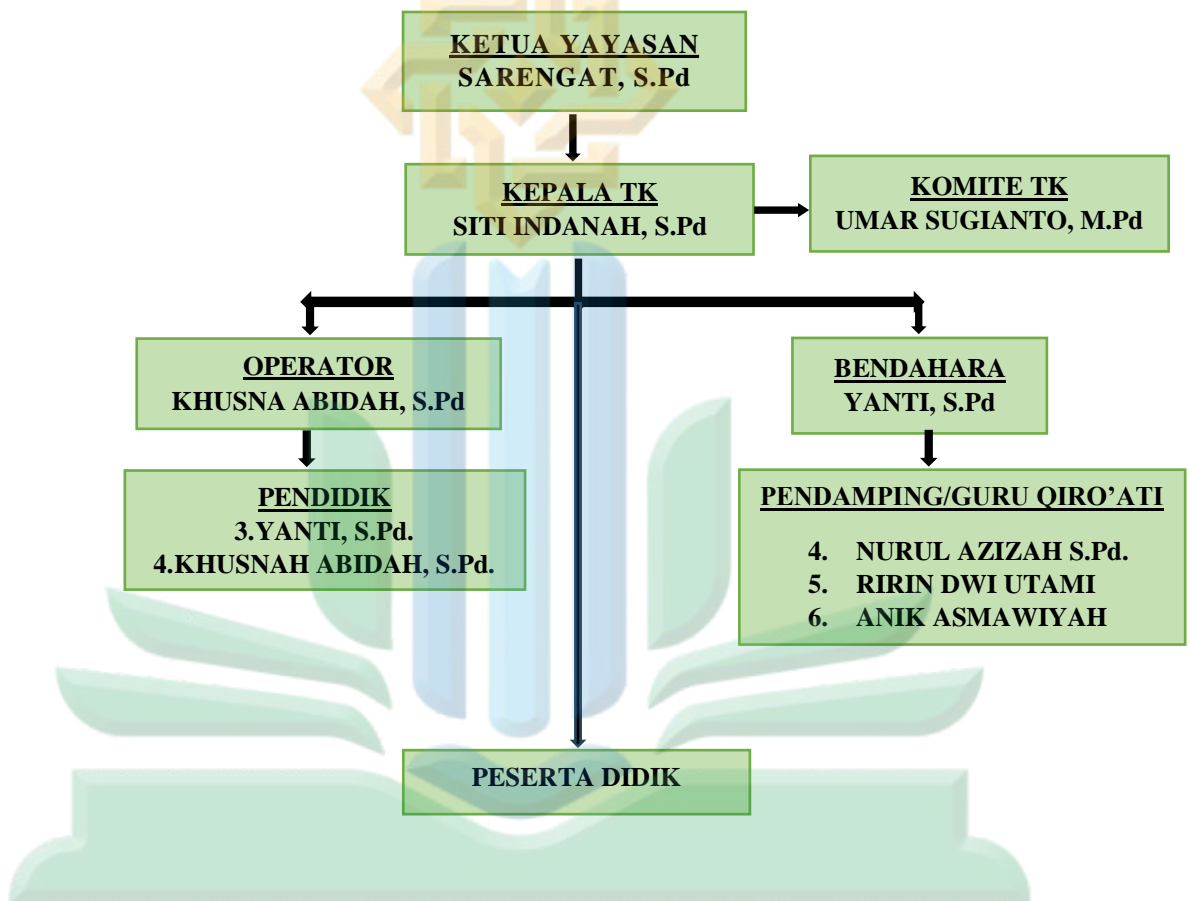 KETUA YAYASAN
SARENGAT, S.Pd
KEPALA TK
SITI INDANAH, S.Pd
KOMITE TK
UMAR SUGIANTO, M.Pd
OPERATOR
KHUSNA ABIDAH, S.Pd
BENDAHARA
YANTI, S.Pd
PENDIDIK
3.YANTI, S.Pd.
4.KHUSNAH ABIDAH, S.Pd.
PENDAMPING/GURU QIRO’ATI
4. NURUL AZIZAH S.Pd.
5. RIRIN DWI UTAMI
6. ANIK ASMAWIYAH
PESERTA DIDIK